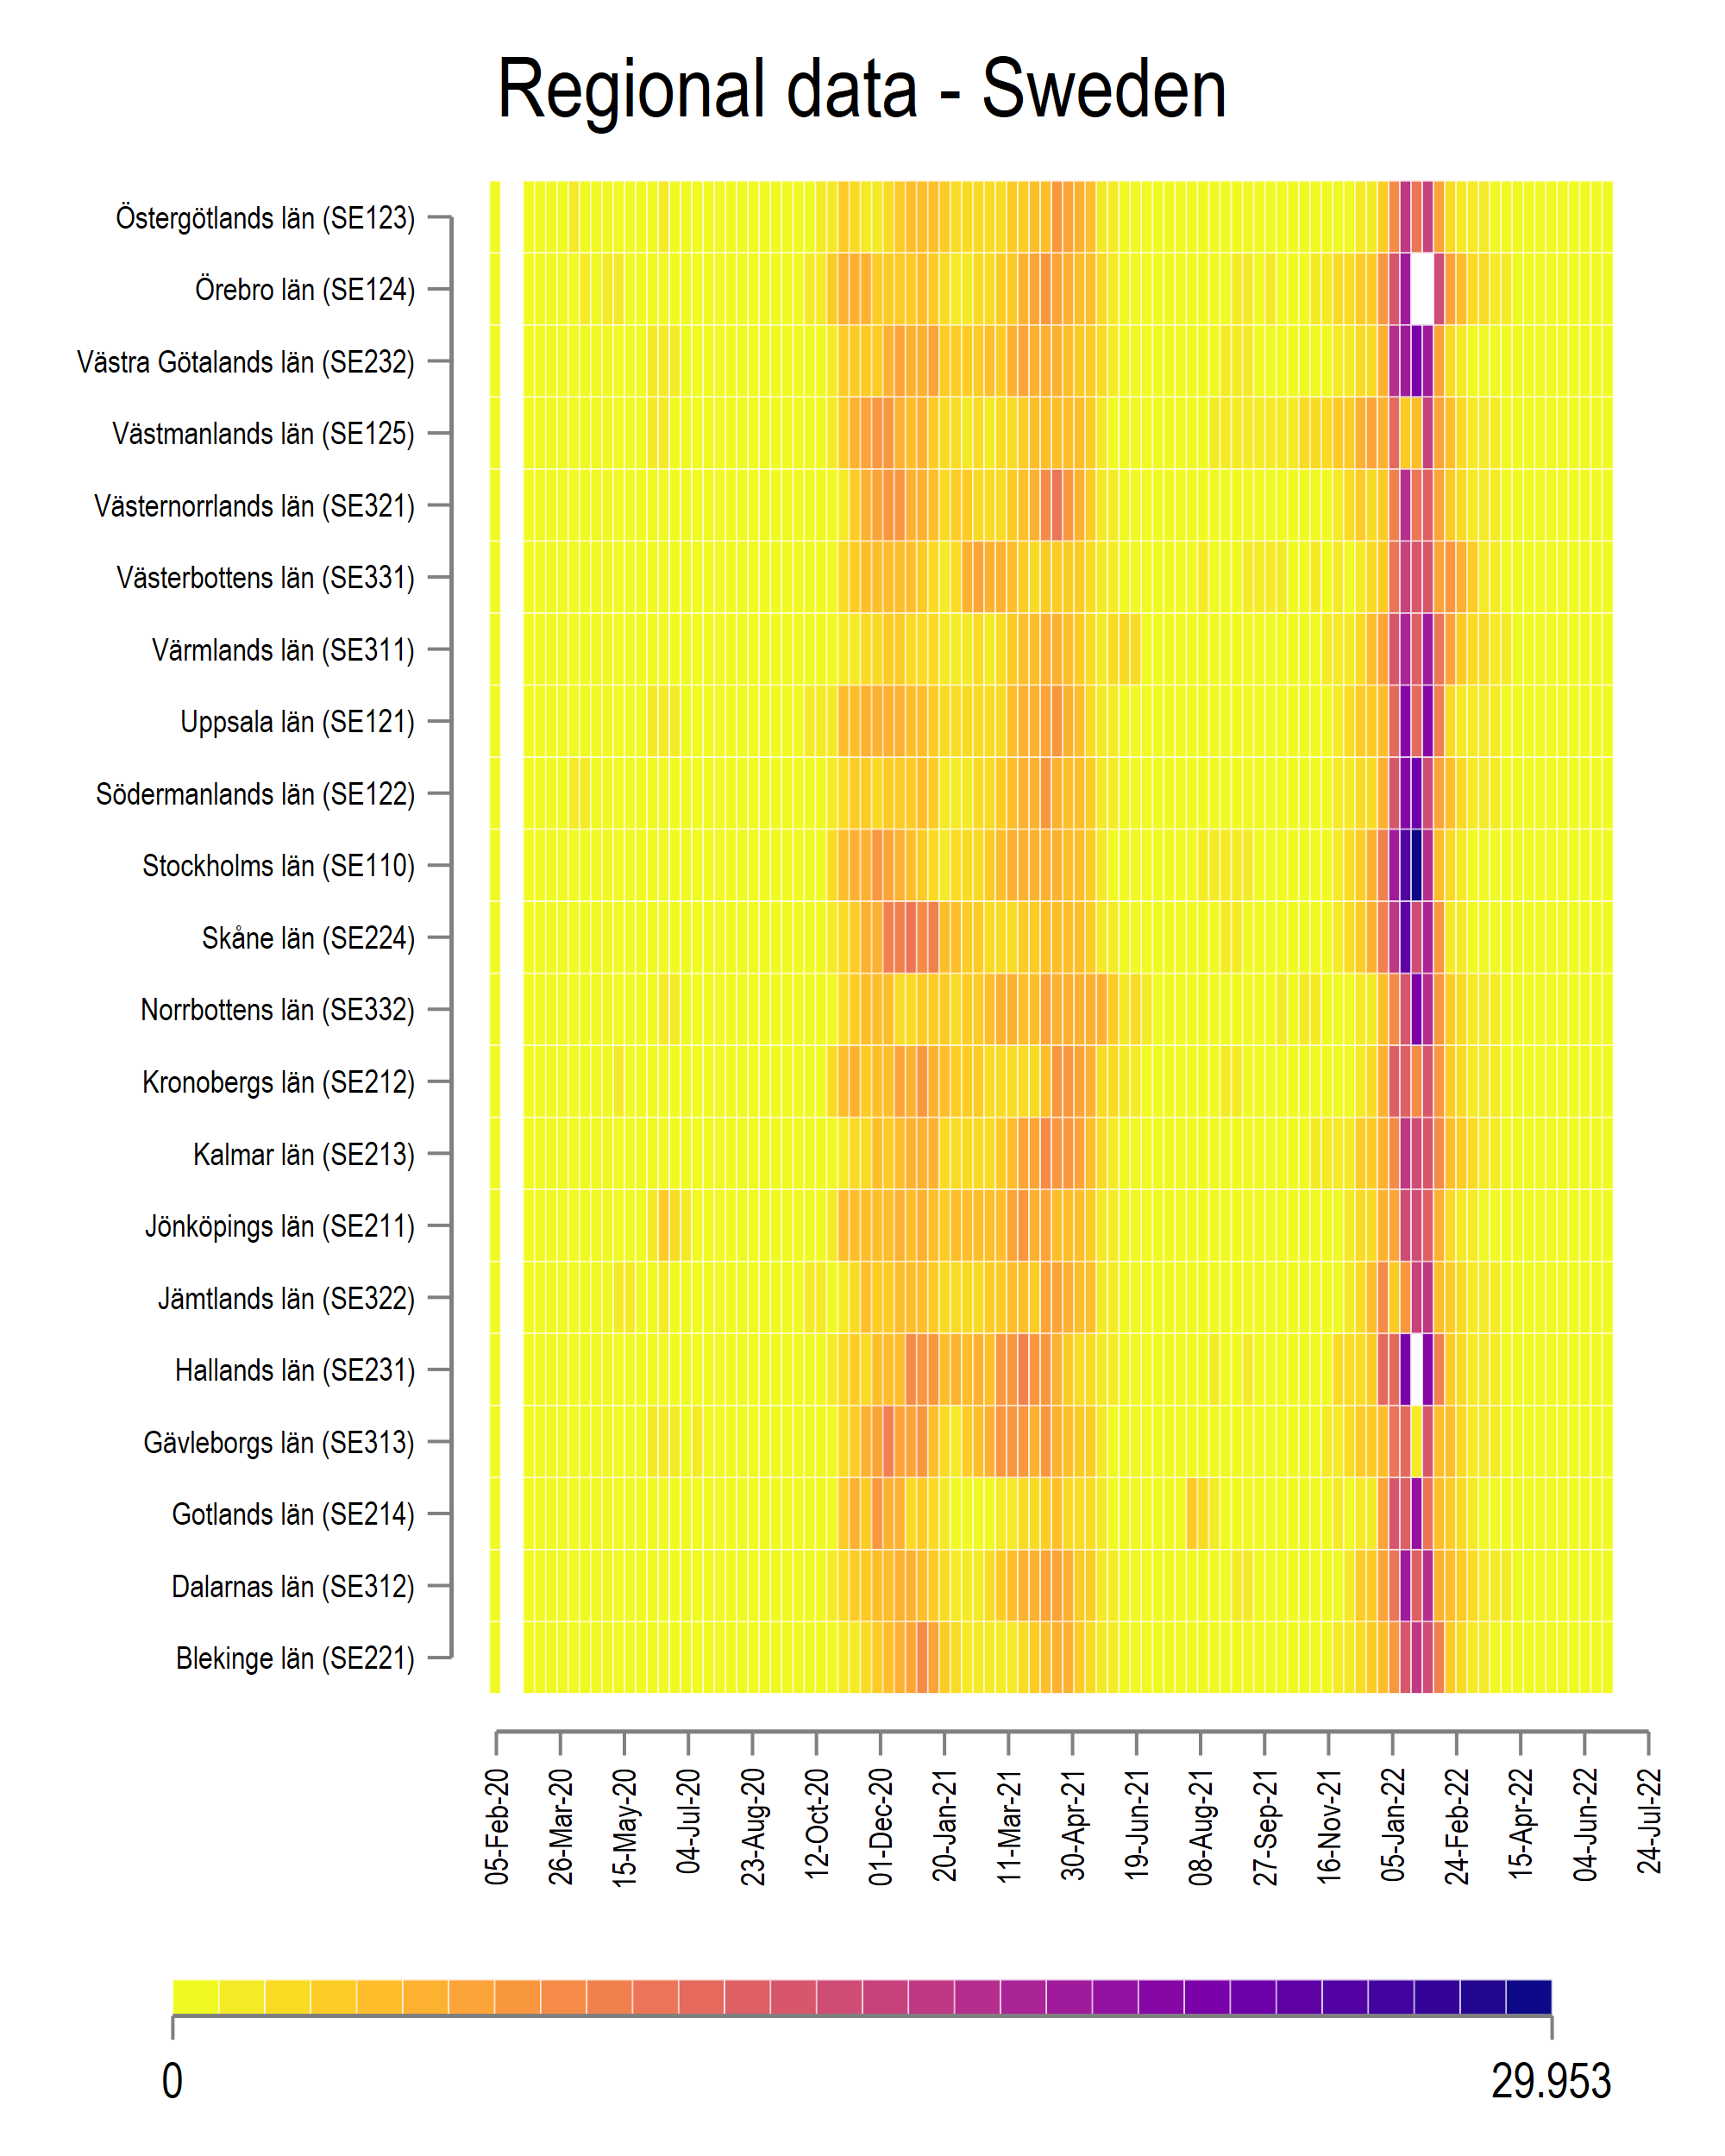 Regional data - Sweden
Östergötlands län (SE123)
Örebro län (SE124)
Västra Götalands län (SE232)
Västmanlands län (SE125)
Västernorrlands län (SE321)
Västerbottens län (SE331)
Värmlands län (SE311)
Uppsala län (SE121)
Södermanlands län (SE122)
Stockholms län (SE110)
Skåne län (SE224)
Norrbottens län (SE332)
Kronobergs län (SE212)
Kalmar län (SE213)
Jönköpings län (SE211)
Jämtlands län (SE322)
Hallands län (SE231)
Gävleborgs län (SE313)
Gotlands län (SE214)
Dalarnas län (SE312)
Blekinge län (SE221)
05-Feb-20
26-Mar-20
15-May-20
04-Jul-20
23-Aug-20
12-Oct-20
01-Dec-20
20-Jan-21
11-Mar-21
30-Apr-21
19-Jun-21
08-Aug-21
27-Sep-21
16-Nov-21
05-Jan-22
24-Feb-22
15-Apr-22
04-Jun-22
24-Jul-22
0
29.953